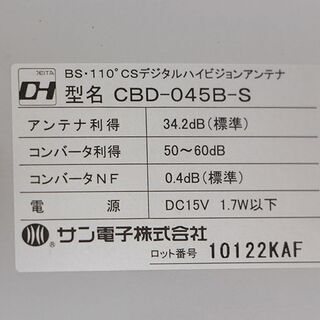 JEITA
DH
BS・110°CSデジタルハイビジョンアンテナ
型名 CBD-045B-S
アンテナ利得 34.2dB(標準)
コンバータ利得 50〜60dB
コンバータNF 0.4dB(標準)
電源 DC15V 1.7W以下
® サン電子株式会社
ロット番号 10122KAF